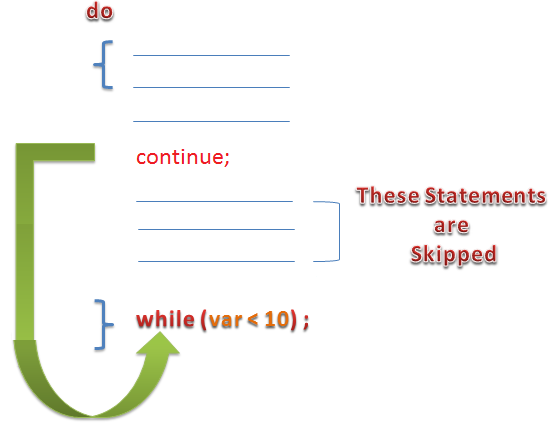 do
continue;
These Statements
are
Skipped
while (var < 10) ;